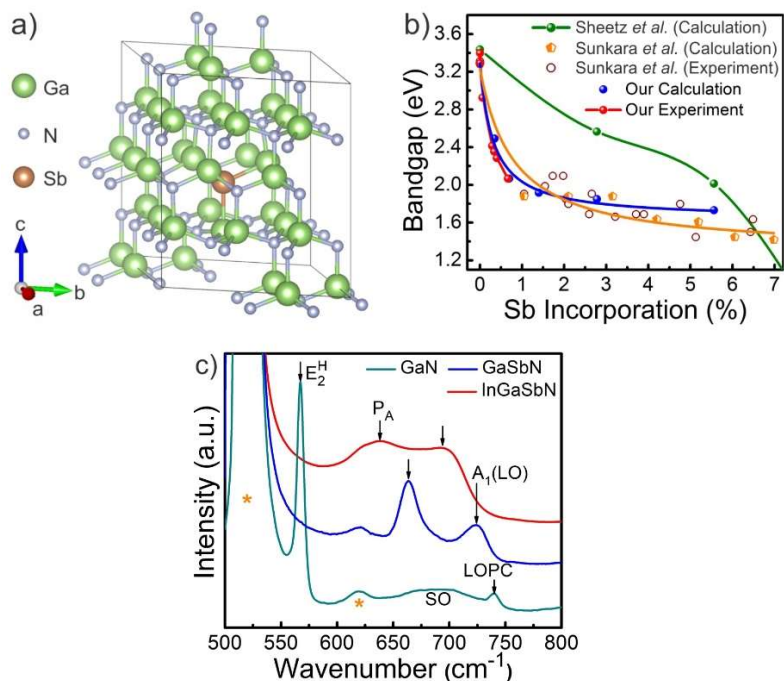 a)
Ga
N
Sb
c
b
a
b)
Bandgap (eV)
3.6
3.2
2.8
2.4
2.0
1.6
1.2
Sheetz et al. (Calculation)
Sunkara et al. (Calculation)
Sunkara et al. (Experiment)
Our Calculation
Our Experiment
0 1 2 3 4 5 6 7
Sb Incorporation (%)
c)
Intensity (a.u.)
E₂ᴴ
GaN
GaSbN
InGaSbN
P_A
A₁(LO)
*
*
SO
LOPC
500 550 600 650 700 750 800
Wavenumber (cm⁻¹)